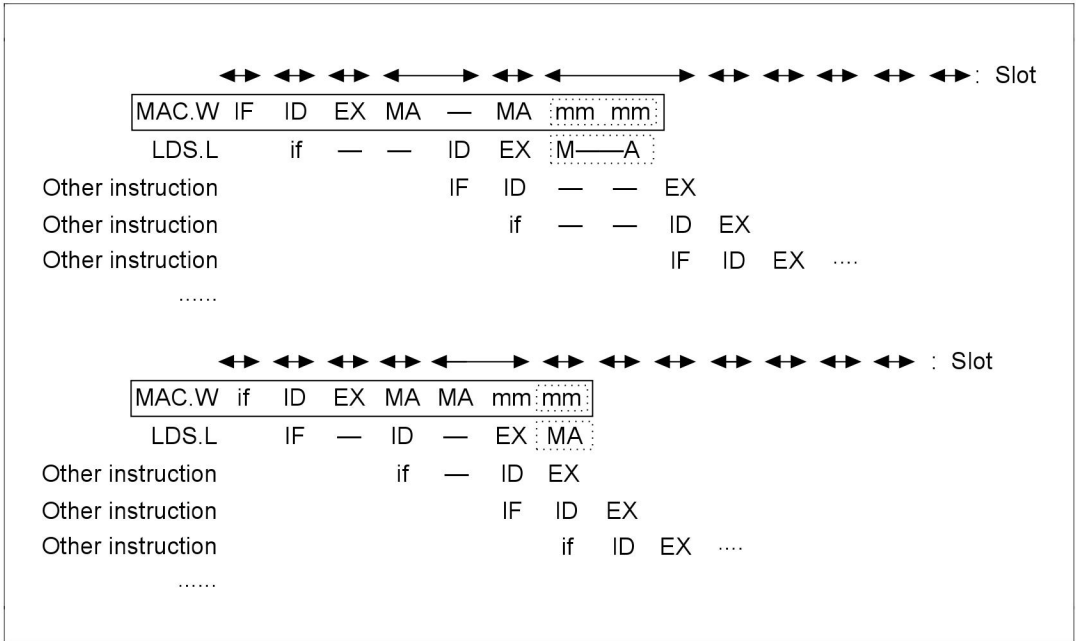 : Slot
MAC.W IF ID EX MA — MA mm mm
LDS.L if — — ID EX M——A
Other instruction IF ID — — EX
Other instruction if — — ID EX
Other instruction IF ID EX ····
······
: Slot
MAC.W if ID EX MA MA mm mm
LDS.L IF — ID — EX MA
Other instruction if — ID EX
Other instruction IF ID EX
Other instruction if ID EX ····
······